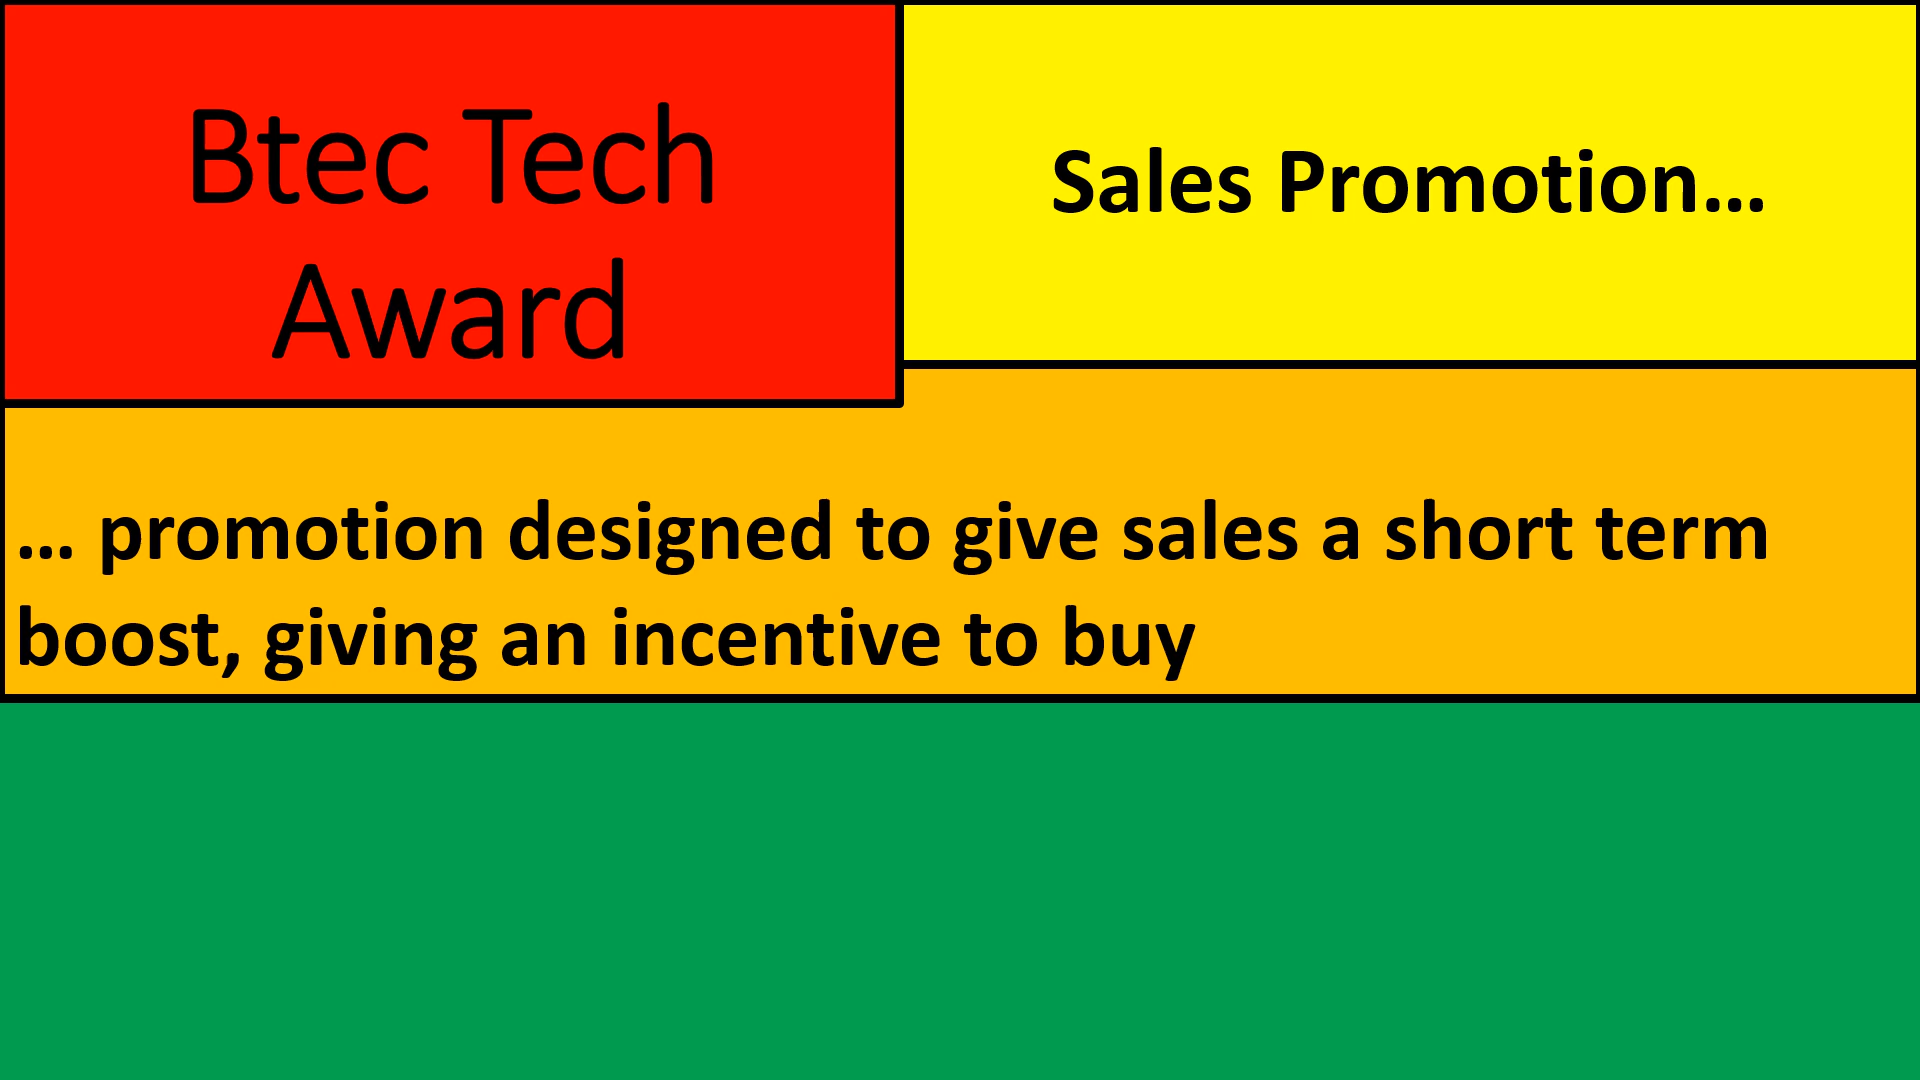 Btec Tech
Award
Sales Promotion…
… promotion designed to give sales a short term
boost, giving an incentive to buy